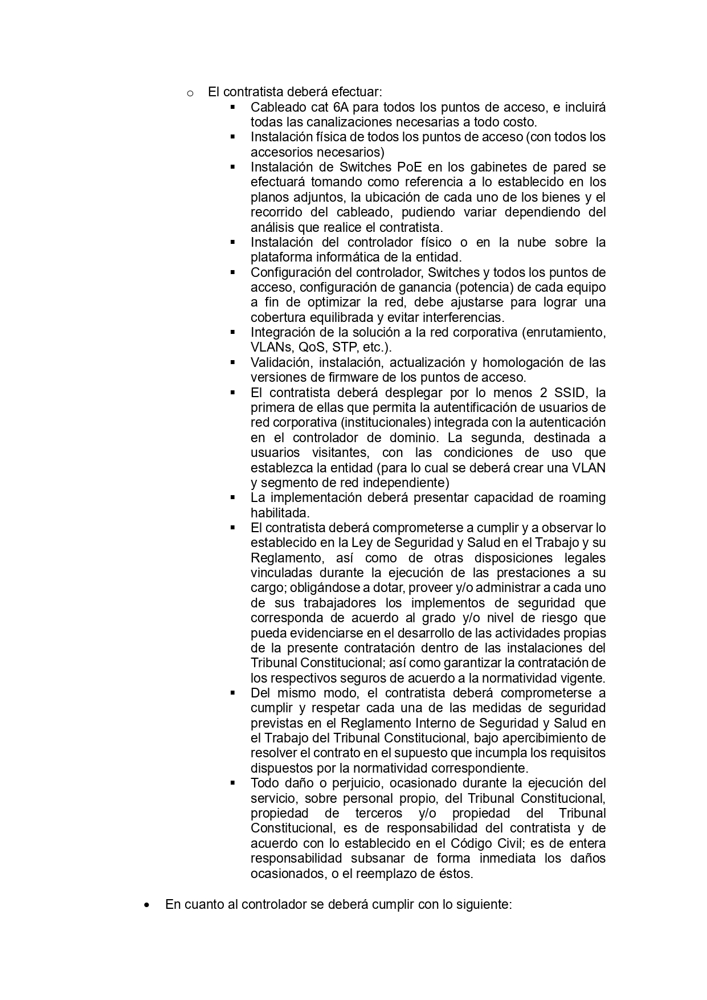 o El contratista deberá efectuar:
▪ Cableado cat 6A para todos los puntos de acceso, e incluirá
todas las canalizaciones necesarias a todo costo.
▪ Instalación física de todos los puntos de acceso (con todos los
accesorios necesarios)
▪ Instalación de Switches PoE en los gabinetes de pared se
efectuará tomando como referencia a lo establecido en los
planos adjuntos, la ubicación de cada uno de los bienes y el
recorrido del cableado, pudiendo variar dependiendo del
análisis que realice el contratista.
▪ Instalación del controlador físico o en la nube sobre la
plataforma informática de la entidad.
▪ Configuración del controlador, Switches y todos los puntos de
acceso, configuración de ganancia (potencia) de cada equipo
a fin de optimizar la red, debe ajustarse para lograr una
cobertura equilibrada y evitar interferencias.
▪ Integración de la solución a la red corporativa (enrutamiento,
VLANs, QoS, STP, etc.).
▪ Validación, instalación, actualización y homologación de las
versiones de firmware de los puntos de acceso.
▪ El contratista deberá desplegar por lo menos 2 SSID, la
primera de ellas que permita la autentificación de usuarios de
red corporativa (institucionales) integrada con la autenticación
en el controlador de dominio. La segunda, destinada a
usuarios visitantes, con las condiciones de uso que
establezca la entidad (para lo cual se deberá crear una VLAN
y segmento de red independiente)
▪ La implementación deberá presentar capacidad de roaming
habilitada.
▪ El contratista deberá comprometerse a cumplir y a observar lo
establecido en la Ley de Seguridad y Salud en el Trabajo y su
Reglamento, así como de otras disposiciones legales
vinculadas durante la ejecución de las prestaciones a su
cargo; obligándose a dotar, proveer y/o administrar a cada uno
de sus trabajadores los implementos de seguridad que
corresponda de acuerdo al grado y/o nivel de riesgo que
pueda evidenciarse en el desarrollo de las actividades propias
de la presente contratación dentro de las instalaciones del
Tribunal Constitucional; así como garantizar la contratación de
los respectivos seguros de acuerdo a la normatividad vigente.
▪ Del mismo modo, el contratista deberá comprometerse a
cumplir y respetar cada una de las medidas de seguridad
previstas en el Reglamento Interno de Seguridad y Salud en
el Trabajo del Tribunal Constitucional, bajo apercibimiento de
resolver el contrato en el supuesto que incumpla los requisitos
dispuestos por la normatividad correspondiente.
▪ Todo daño o perjuicio, ocasionado durante la ejecución del
servicio, sobre personal propio, del Tribunal Constitucional,
propiedad de terceros y/o propiedad del Tribunal
Constitucional, es de responsabilidad del contratista y de
acuerdo con lo establecido en el Código Civil; es de entera
responsabilidad subsanar de forma inmediata los daños
ocasionados, o el reemplazo de éstos.
• En cuanto al controlador se deberá cumplir con lo siguiente: